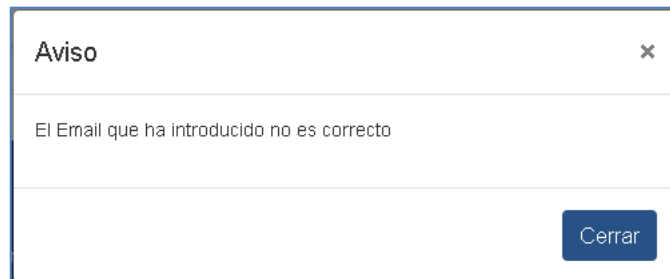 Aviso ×
El Email que ha introducido no es correcto
Cerrar